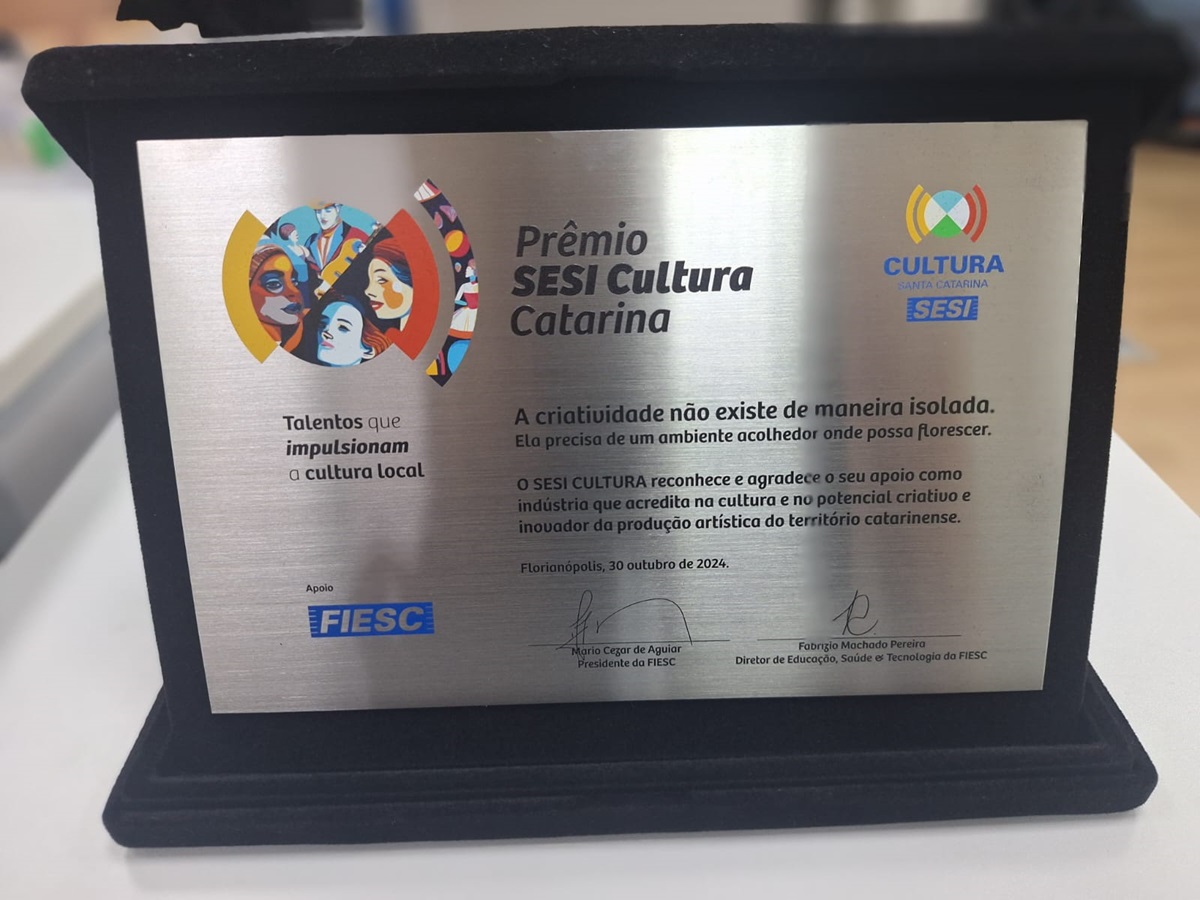 Prêmio
SESI Cultura
Catarina
CULTURA
SANTA CATARINA
SESI
Talentos que
impulsionam
a cultura local
A criatividade não existe de maneira isolada.
Ela precisa de um ambiente acolhedor onde possa florescer.
O SESI CULTURA reconhece e agradece o seu apoio como
indústria que acredita na cultura e no potencial criativo e
inovador da produção artística do território catarinense.
Florianópolis, 30 outubro de 2024.
Apoio
FIESC
Mario Cezar de Aguiar
Presidente da FIESC
Fabrizio Machado Pereira
Diretor de Educação, Saúde & Tecnologia da FIESC